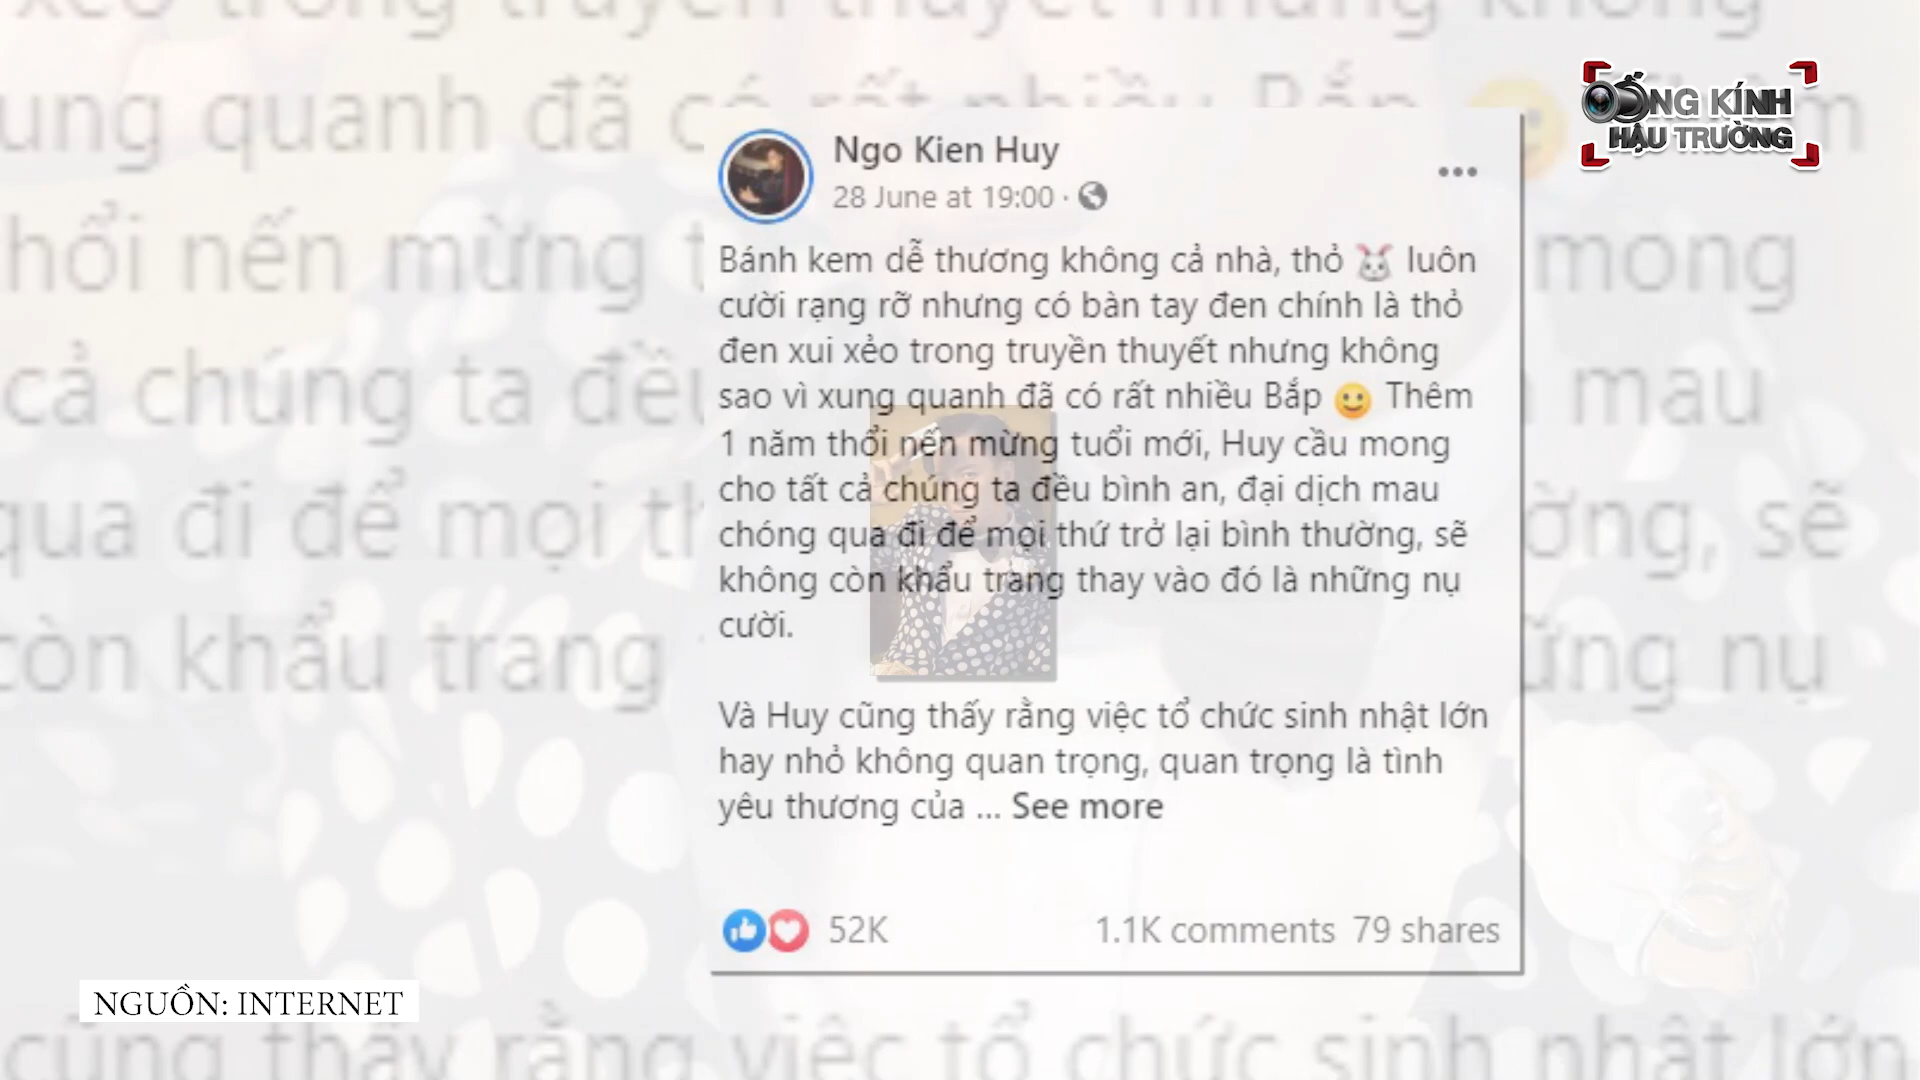 ỐNG KÍNH
HẬU TRƯỜNG
Ngo Kien Huy
28 June at 19:00 ·
Bánh kem dễ thương không cả nhà, thỏ 🐰 luôn
cười rạng rỡ nhưng có bàn tay đen chính là thỏ
đen xui xẻo trong truyền thuyết nhưng không
sao vì xung quanh đã có rất nhiều Bắp 🙂 Thêm
1 năm thổi nến mừng tuổi mới, Huy cầu mong
cho tất cả chúng ta đều bình an, đại dịch mau
chóng qua đi để mọi thứ trở lại bình thường, sẽ
không còn khẩu trang thay vào đó là những nụ
cười.
Và Huy cũng thấy rằng việc tổ chức sinh nhật lớn
hay nhỏ không quan trọng, quan trọng là tình
yêu thương của ... See more
52K
1.1K comments 79 shares
NGUỒN: INTERNET